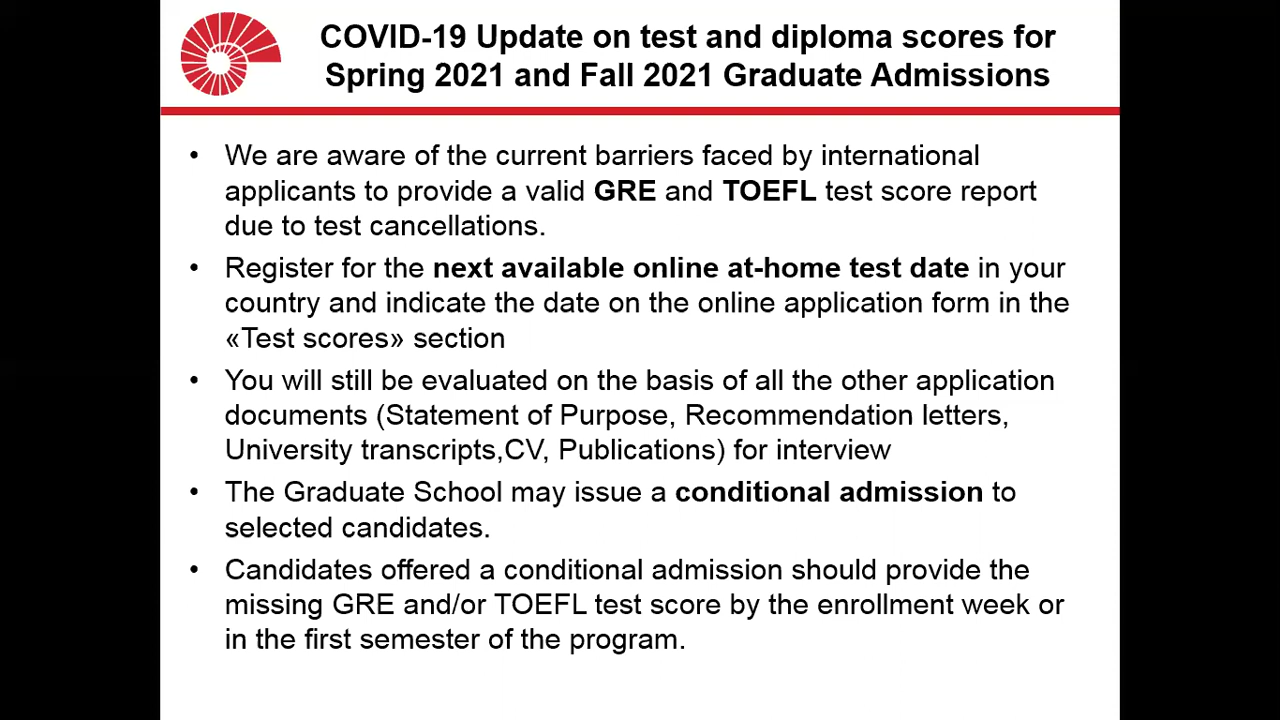 COVID-19 Update on test and diploma scores for
Spring 2021 and Fall 2021 Graduate Admissions
• We are aware of the current barriers faced by international
applicants to provide a valid GRE and TOEFL test score report
due to test cancellations.
• Register for the next available online at-home test date in your
country and indicate the date on the online application form in the
«Test scores» section
• You will still be evaluated on the basis of all the other application
documents (Statement of Purpose, Recommendation letters,
University transcripts,CV, Publications) for interview
• The Graduate School may issue a conditional admission to
selected candidates.
• Candidates offered a conditional admission should provide the
missing GRE and/or TOEFL test score by the enrollment week or
in the first semester of the program.